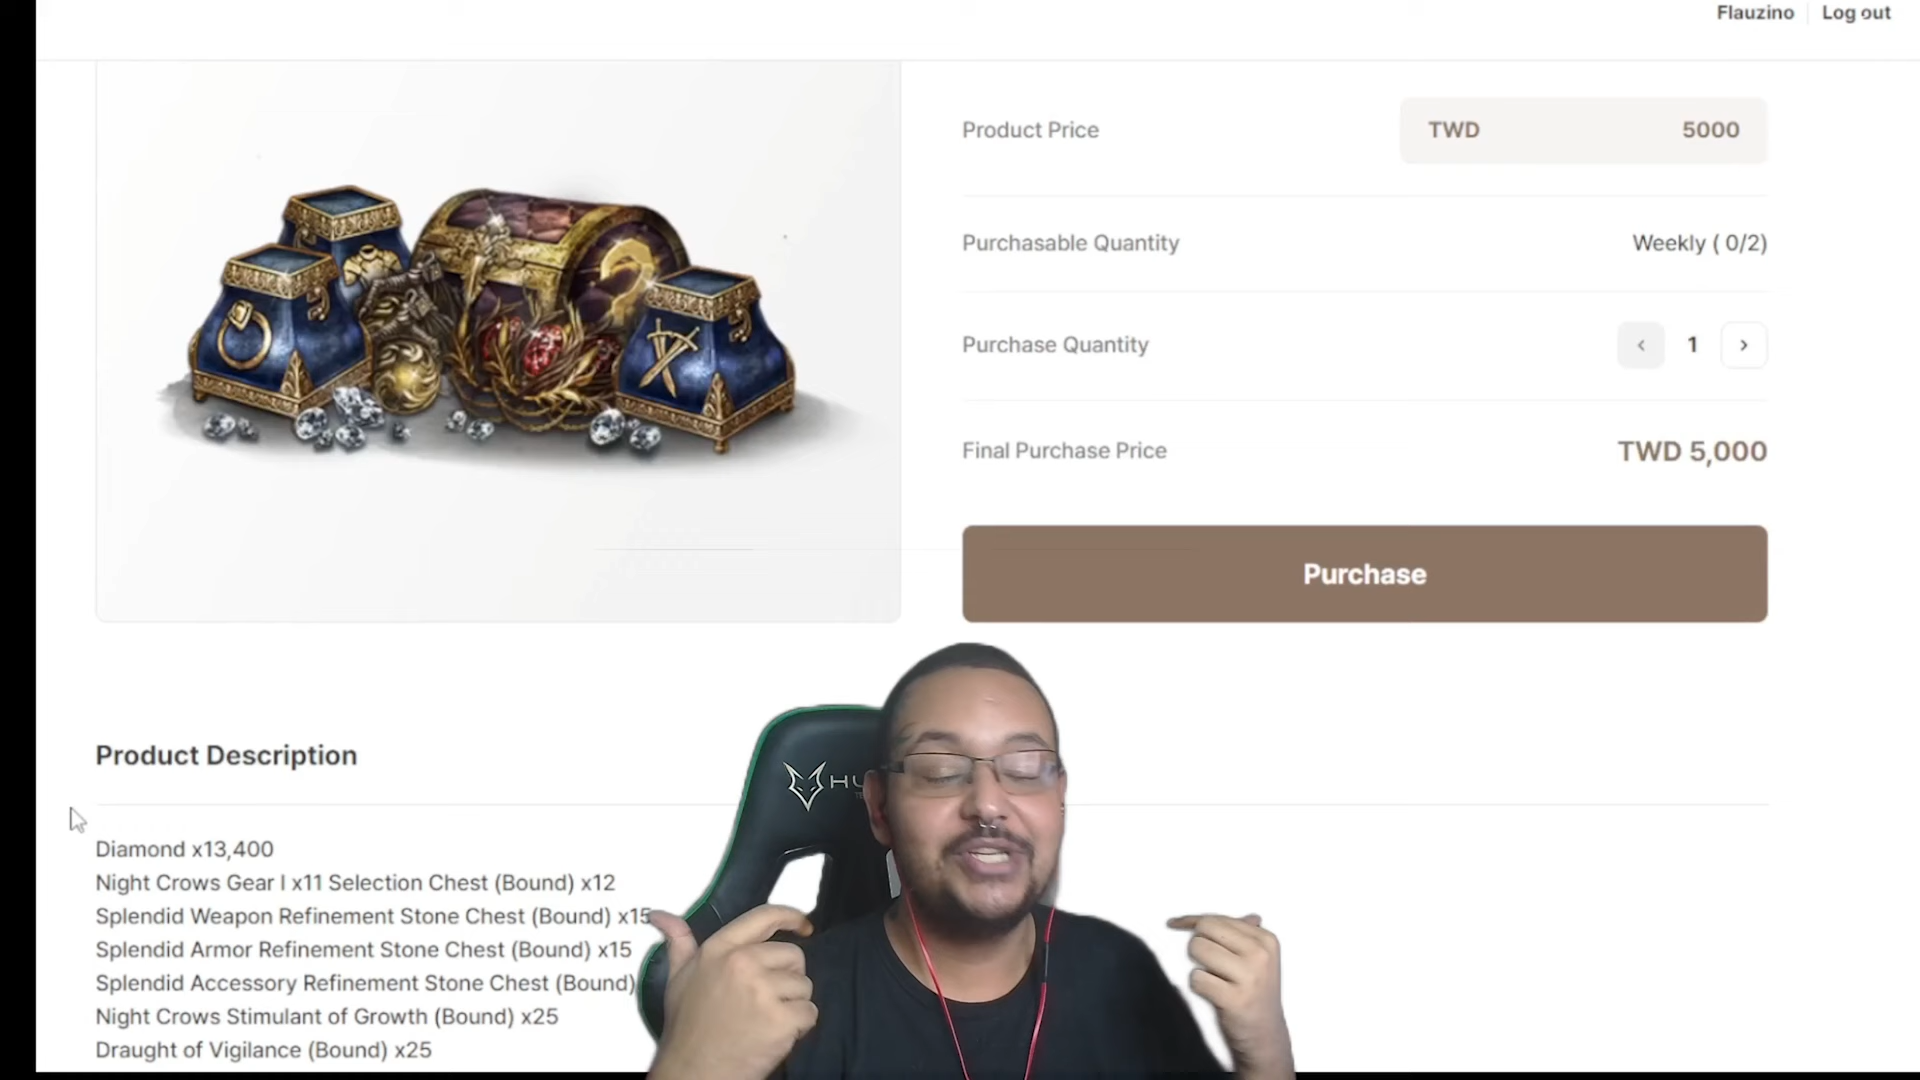 Flauzino
Log out
Product Price
TWD 5000
Purchasable Quantity
Weekly ( 0/2)
Purchase Quantity
1
Final Purchase Price
TWD 5,000
Purchase
Product Description
Diamond x13,400
Night Crows Gear I x11 Selection Chest (Bound) x12
Splendid Weapon Refinement Stone Chest (Bound) x15
Splendid Armor Refinement Stone Chest (Bound) x15
Splendid Accessory Refinement Stone Chest (Bound)
Night Crows Stimulant of Growth (Bound) x25
Draught of Vigilance (Bound) x25